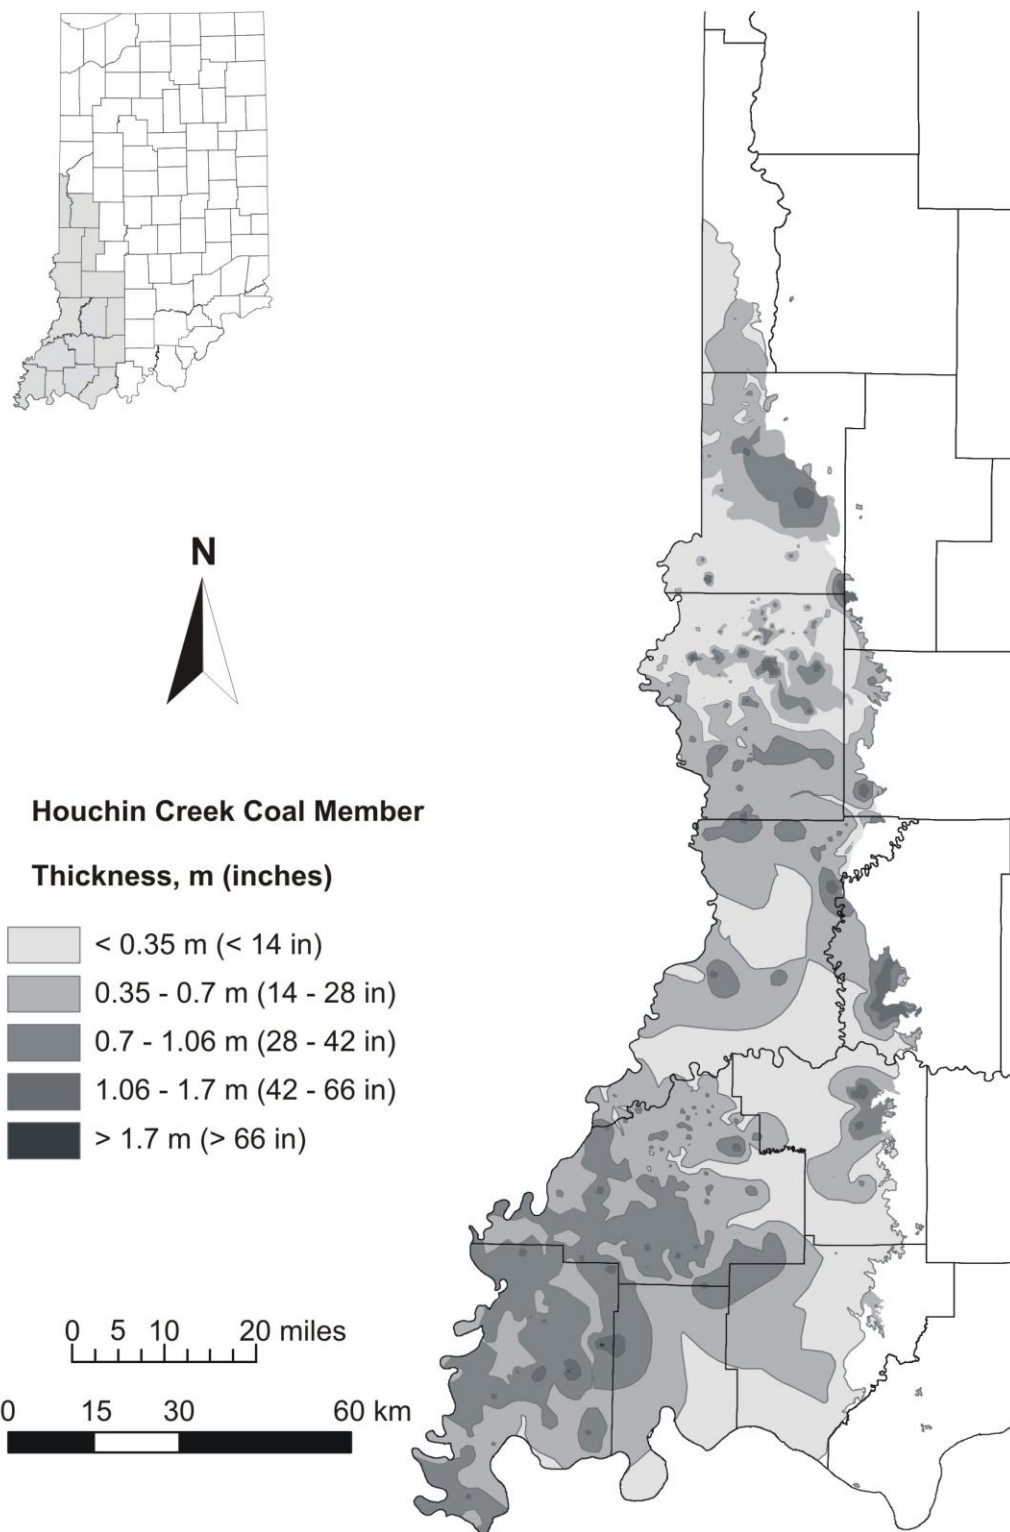 N
Houchin Creek Coal Member
Thickness, m (inches)
< 0.35 m (< 14 in)
0.35 - 0.7 m (14 - 28 in)
0.7 - 1.06 m (28 - 42 in)
1.06 - 1.7 m (42 - 66 in)
> 1.7 m (> 66 in)
0 5 10 20 miles
0 15 30 60 km